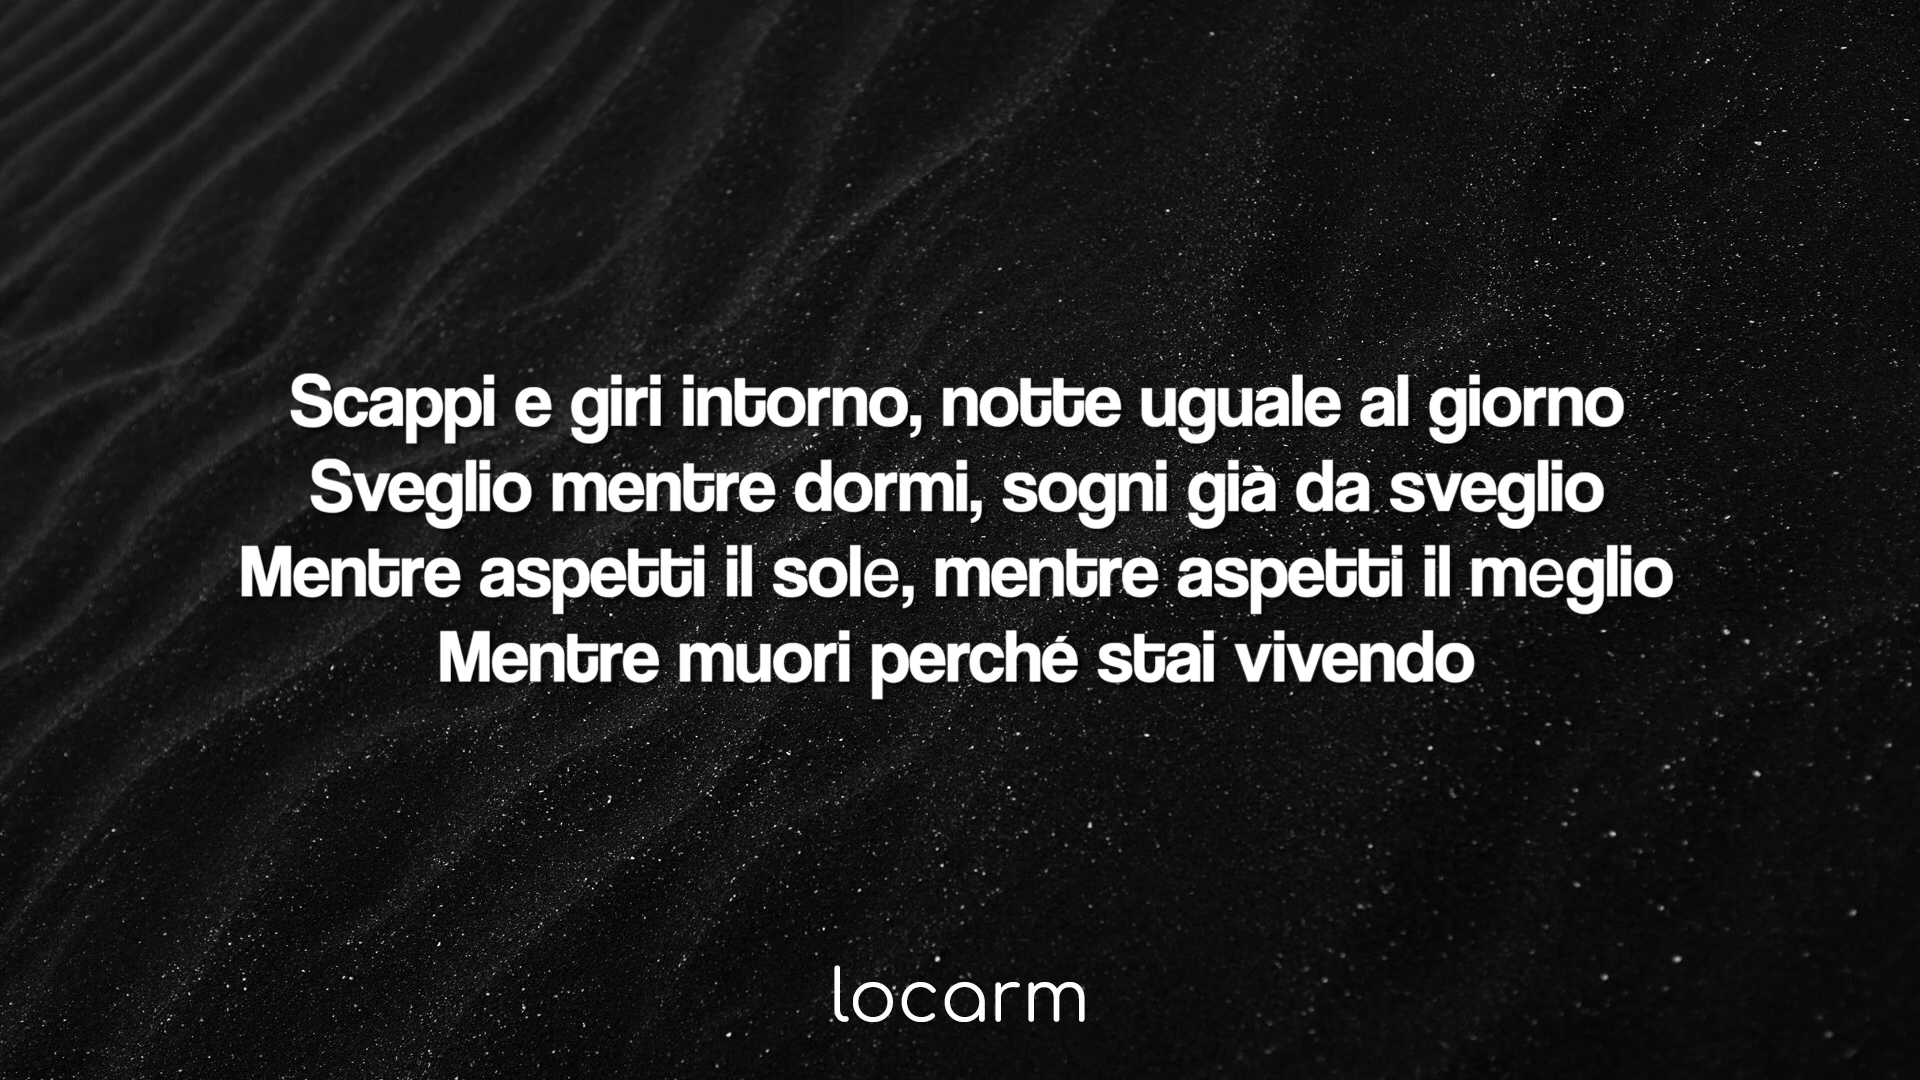 Scappi e giri intorno, notte uguale al giorno
Sveglio mentre dormi, sogni già da sveglio
Mentre aspetti il sole, mentre aspetti il meglio
Mentre muori perché stai vivendo
locarm